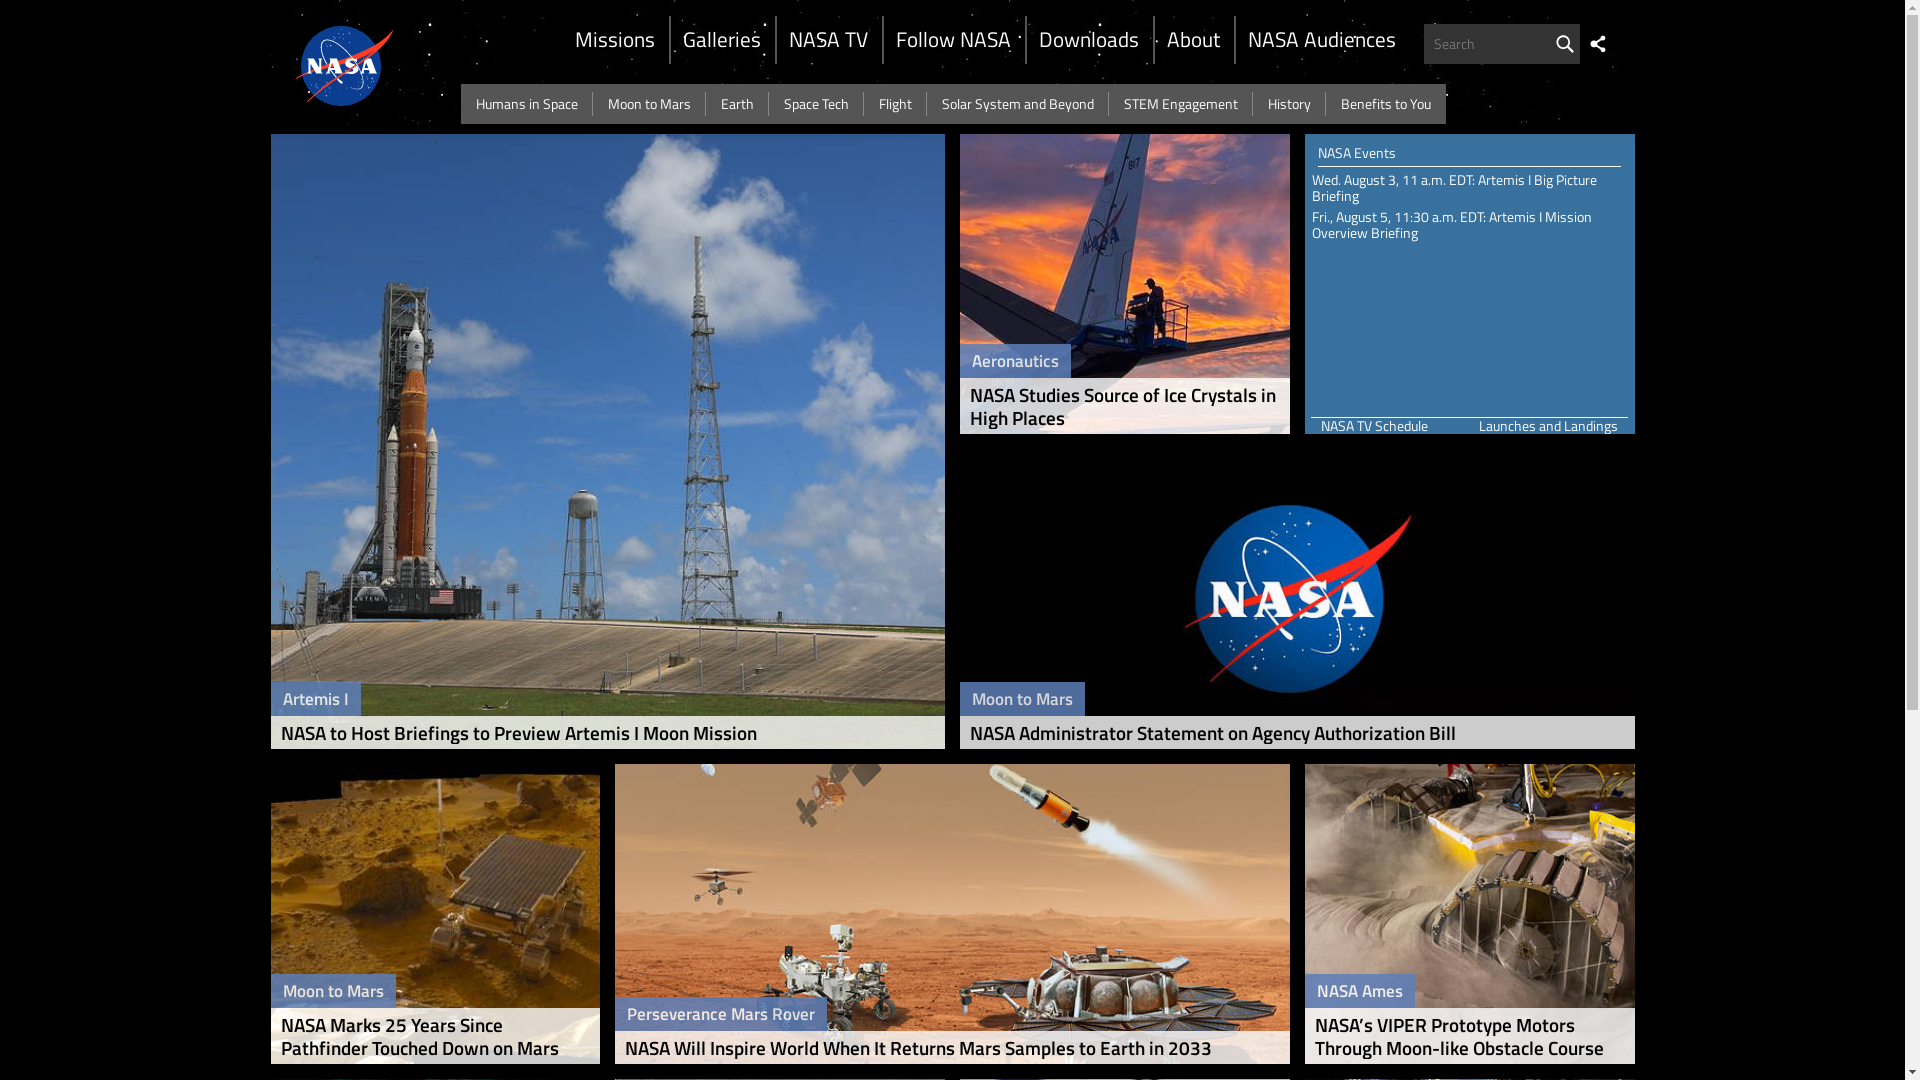 NASA
Missions
Galleries
NASA TV
Follow NASA
Downloads
About
NASA Audiences
Search
Humans in Space
Moon to Mars
Earth
Space Tech
Flight
Solar System and Beyond
STEM Engagement
History
Benefits to You
Artemis I
NASA to Host Briefings to Preview Artemis I Moon Mission
817
NASA
Aeronautics
NASA Studies Source of Ice Crystals in
High Places
NASA Events
Wed. August 3, 11 a.m. EDT: Artemis I Big Picture
Briefing
Fri., August 5, 11:30 a.m. EDT: Artemis I Mission
Overview Briefing
NASA TV Schedule
Launches and Landings
NASA
Moon to Mars
NASA Administrator Statement on Agency Authorization Bill
Moon to Mars
NASA Marks 25 Years Since
Pathfinder Touched Down on Mars
Perseverance Mars Rover
NASA Will Inspire World When It Returns Mars Samples to Earth in 2033
NASA Ames
NASA’s VIPER Prototype Motors
Through Moon-like Obstacle Course